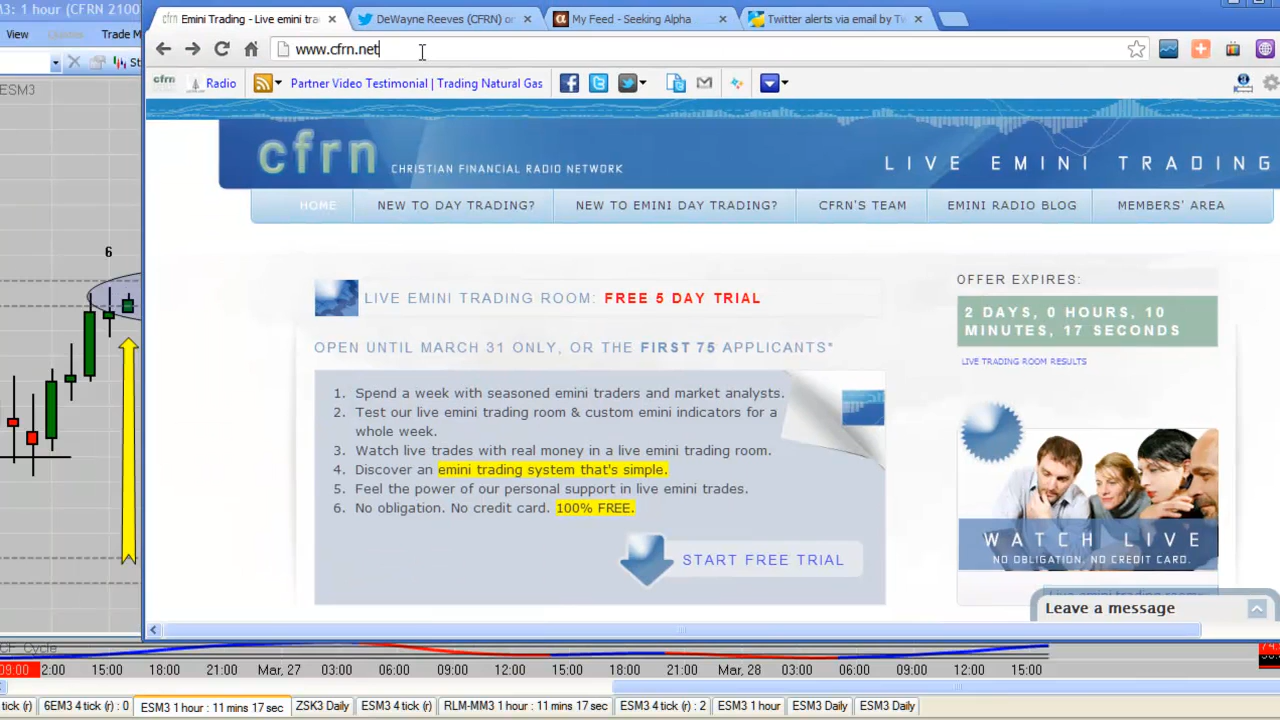 ESM3: 1 hour (CFRN 2100
View
Trade M
ESM3
6
cfrn Emini Trading - Live emini tra
DeWayne Reeves (CFRN) o
My Feed - Seeking Alpha
Twitter alerts via email by Tw
www.cfrn.net
cfrn
Radio
Partner Video Testimonial | Trading Natural Gas
cfrn CHRISTIAN FINANCIAL RADIO NETWORK
LIVE EMINI TRADING
HOME
NEW TO DAY TRADING?
NEW TO EMINI DAY TRADING?
CFRN'S TEAM
EMINI RADIO BLOG
MEMBERS' AREA
LIVE EMINI TRADING ROOM: FREE 5 DAY TRIAL
OPEN UNTIL MARCH 31 ONLY, OR THE FIRST 75 APPLICANTS*
1. Spend a week with seasoned emini traders and market analysts.
2. Test our live emini trading room & custom emini indicators for a
whole week.
3. Watch live trades with real money in a live emini trading room.
4. Discover an emini trading system that's simple.
5. Feel the power of our personal support in live emini trades.
6. No obligation. No credit card. 100% FREE.
START FREE TRIAL
OFFER EXPIRES:
2 DAYS, 0 HOURS, 10
MINUTES, 17 SECONDS
LIVE TRADING ROOM RESULTS
WATCH LIVE
NO OBLIGATION, NO CREDIT CARD.
Leave a message
CF Cycle
09:00 2:00 15:00 18:00 21:00 Mar, 27 03:00 06:00 09:00 12:00 15:00 18:00 21:00 Mar, 28 03:00 06:00 09:00 12:00 15:00
tick (r) 6EM3 4 tick (r) : 0 ESM3 1 hour : 11 mins 17 sec ZSK3 Daily ESM3 4 tick (r) RLM-MM3 1 hour : 11 mins 17 sec ESM3 4 tick (r) : 2 ESM3 1 hour ESM3 Daily ESM3 Daily